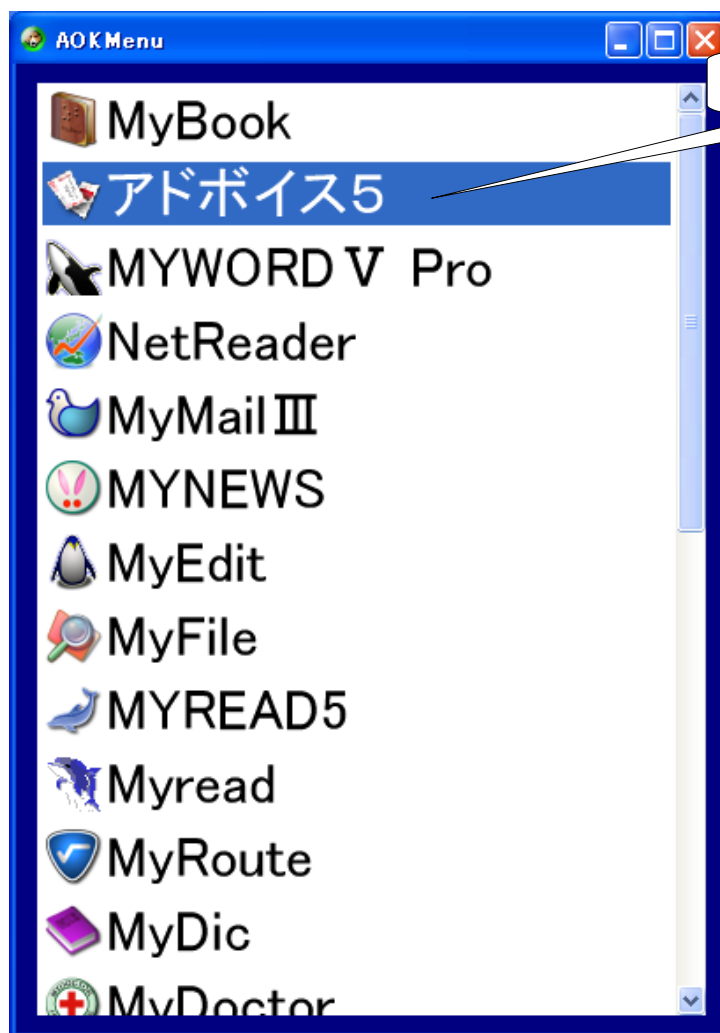 AOKMenu
MyBook
アドボイス5
MYWORDⅤ Pro
NetReader
MyMailⅢ
MYNEWS
MyEdit
MyFile
MYREAD5
Myread
MyRoute
MyDic
MyDoctor